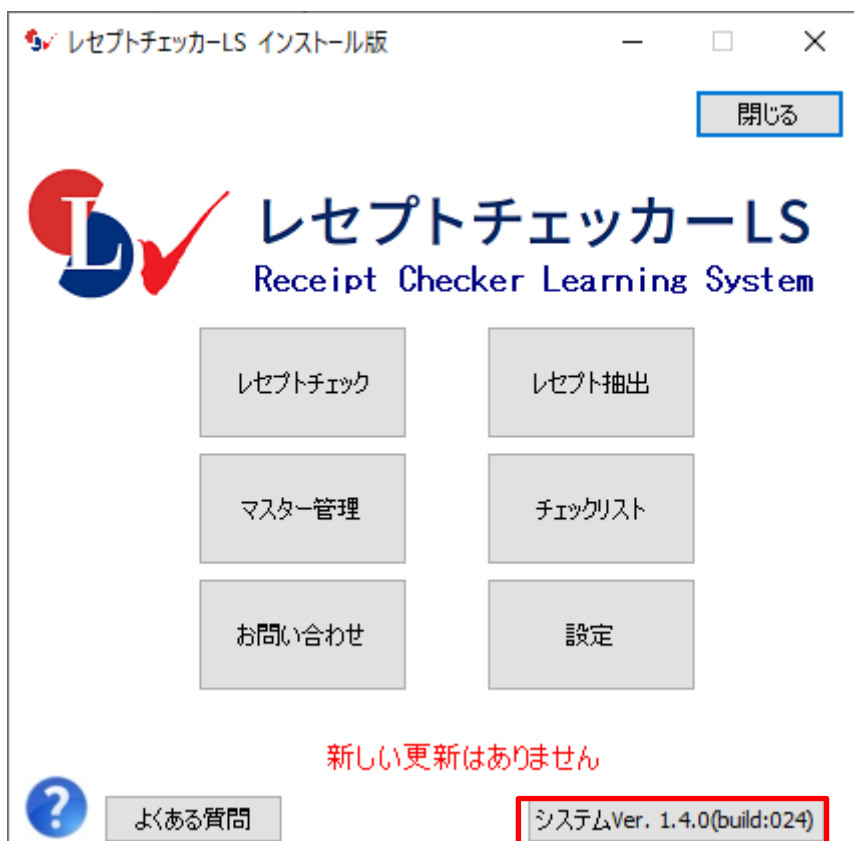 レセプトチェッカーLS インストール版
閉じる
レセプトチェッカーLS
Receipt Checker Learning System
レセプトチェック
レセプト抽出
マスター管理
チェックリスト
お問い合わせ
設定
新しい更新はありません
?
よくある質問
システムVer. 1.4.0(build:024)